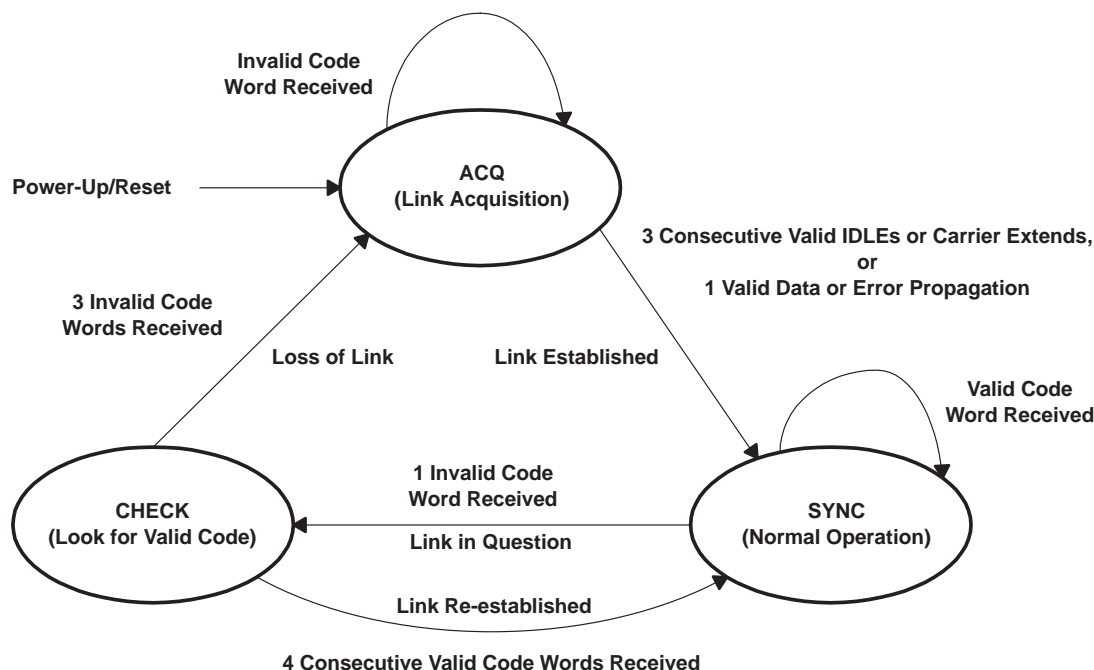 Invalid Code
Word Received
ACQ
(Link Acquisition)
Power-Up/Reset
3 Consecutive Valid IDLEs or Carrier Extends,
or
1 Valid Data or Error Propagation
3 Invalid Code
Words Received
Loss of Link
Link Established
Valid Code
Word Received
1 Invalid Code
Word Received
CHECK
(Look for Valid Code)
SYNC
(Normal Operation)
Link in Question
Link Re-established
4 Consecutive Valid Code Words Received